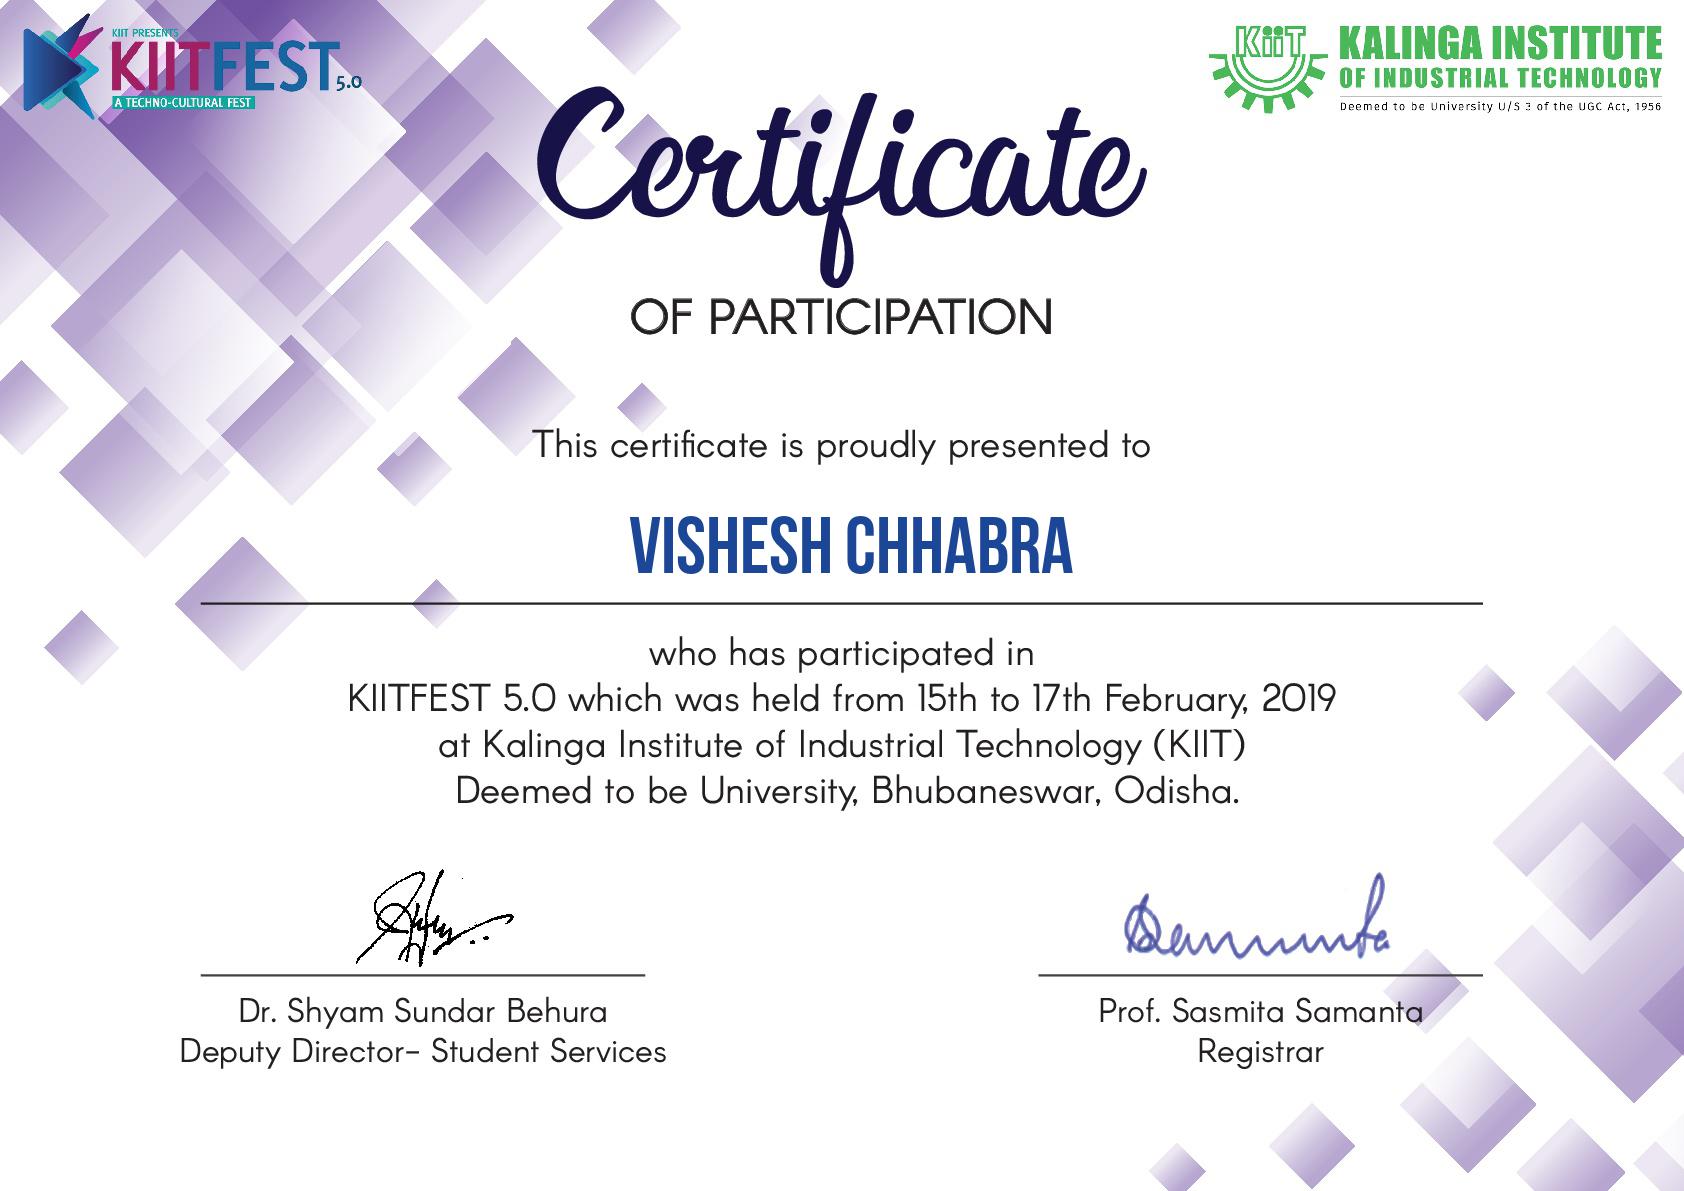 KIIT PRESENTS
KIITFEST 5.0
A TECHNO-CULTURAL FEST
KiiT
KALINGA INSTITUTE
OF INDUSTRIAL TECHNOLOGY
Deemed to be University U/S 3 of the UGC Act, 1956
Certificate
OF PARTICIPATION
This certificate is proudly presented to
VISHESH CHHABRA
who has participated in
KIITFEST 5.0 which was held from 15th to 17th February, 2019
at Kalinga Institute of Industrial Technology (KIIT)
Deemed to be University, Bhubaneswar, Odisha.
Dr. Shyam Sundar Behura
Deputy Director- Student Services
Prof. Sasmita Samanta
Registrar